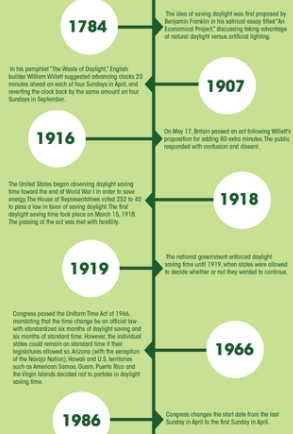 1784
The idea of saving daylight was first proposed by
Benjamin Franklin in his satirical essay titled "An
Economical Project," discussing taking advantage
of natural daylight versus artificial lighting.
In his pamphlet "The Waste of Daylight," English
builder William Willett suggested advancing clocks 20
minutes ahead on each of four Sundays in April, and
reverting the clock back by the same amount on four
Sundays in September.
1907
1916
On May 17, Britain passed an act following Willett's
proposition for adding 80 extra minutes. The public
responded with confusion and dissent.
The United States began observing daylight saving
time toward the end of World War I in order to save
energy. The House of Representatives voted 252 to 40
to pass a law in favor of saving daylight. The first
daylight saving time took place on March 15, 1918.
The passing of the act was met with hostility.
1918
1919
The national government enforced daylight
saving time until 1919, when states were allowed
to decide whether or not they wanted to continue.
Congress passed the Uniform Time Act of 1966,
mandating that the time change be an official law
with standardized six months of daylight saving and
six months of standard time. However, the individual
states could remain on standard time if their
legislatures allowed so. Arizona (with the exception
of the Navajo Nation), Hawaii and U.S. territories
such as American Samoa, Guam, Puerto Rico and
the Virgin Islands decided not to partake in daylight
saving time.
1966
1986
Congress changes the start date from the last
Sunday in April to the first Sunday in April.